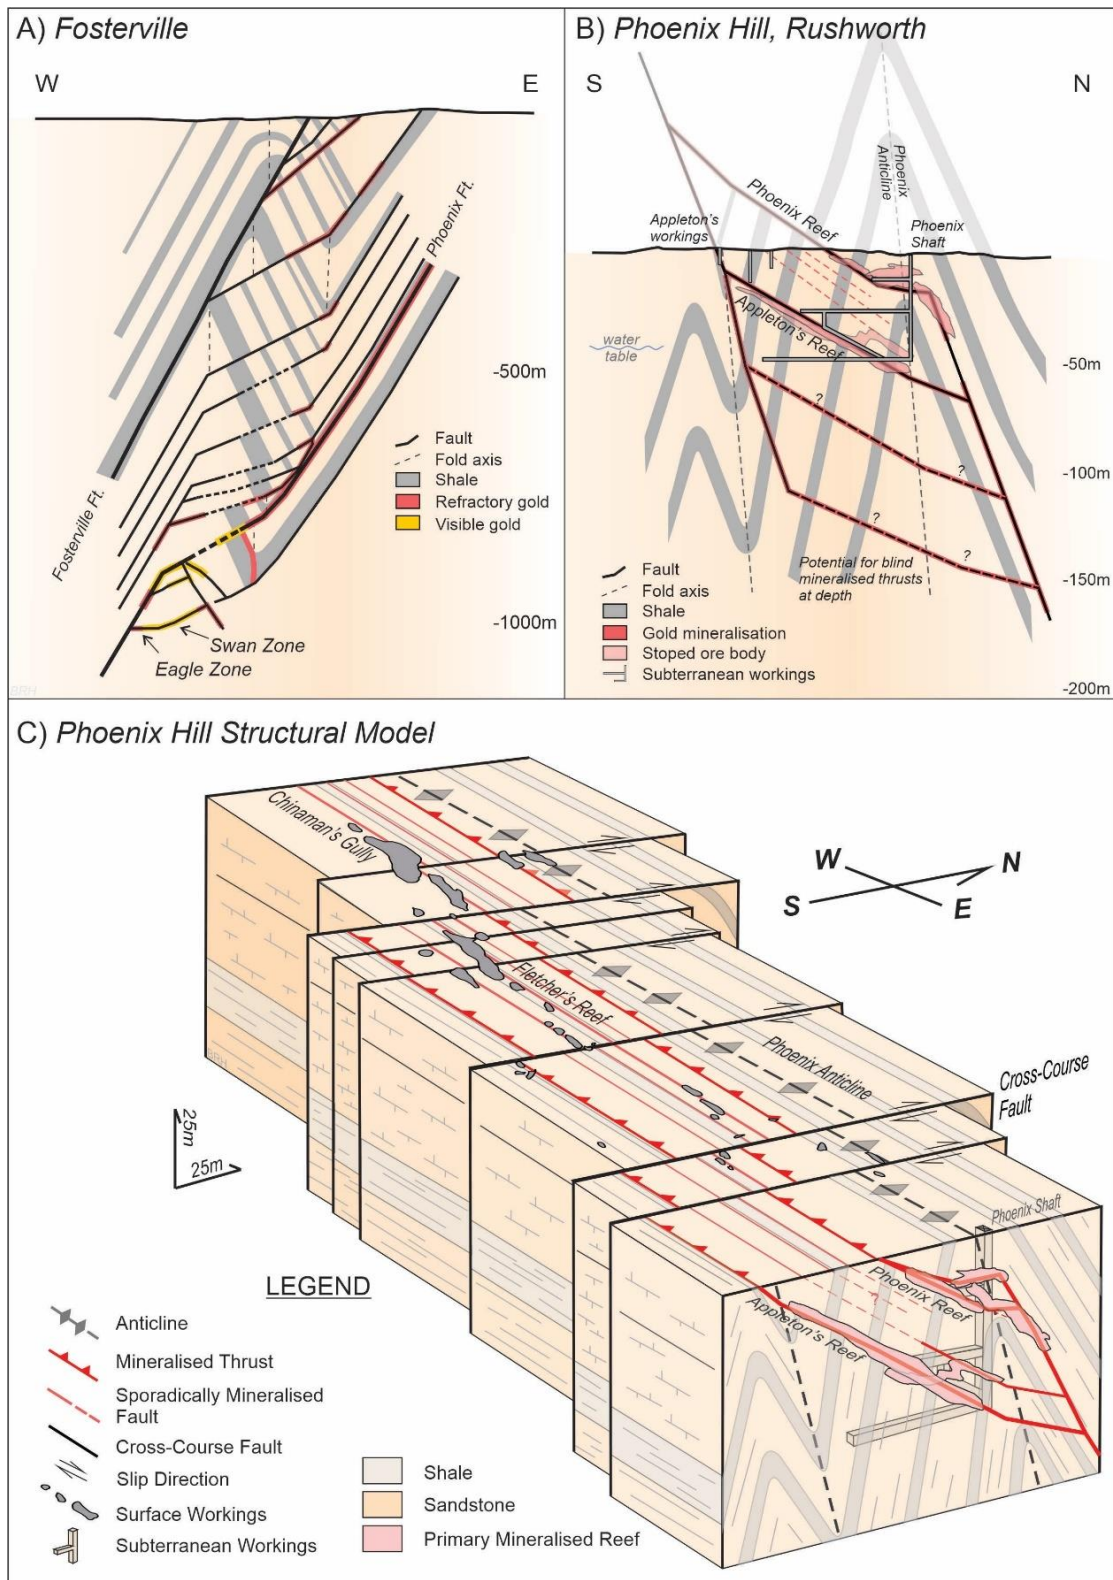 A) Fosterville
W
E
Phoenix Ft.
-500m
Fault
Fold axis
Shale
Refractory gold
Visible gold
Fosterville Ft.
-1000m
Swan Zone
Eagle Zone
BRH
B) Phoenix Hill, Rushworth
S
N
Phoenix
Anticline
Phoenix Reef
Appleton's
workings
Phoenix
Shaft
Appleton's Reef
water
table
-50m
?
?
-100m
?
?
Potential for blind
mineralised thrusts
at depth
-150m
Fault
Fold axis
Shale
Gold mineralisation
Stoped ore body
Subterranean workings
-200m
C) Phoenix Hill Structural Model
Chinaman's Gully
W
N
S
E
Fletcher's Reef
Phoenix Anticline
Cross-Course
Fault
BRH
25m
25m
Phoenix Shaft
Phoenix Reef
Appleton's Reef
?
LEGEND
Anticline
Mineralised Thrust
Sporadically Mineralised
Fault
Cross-Course Fault
Slip Direction
Surface Workings
Subterranean Workings
Shale
Sandstone
Primary Mineralised Reef